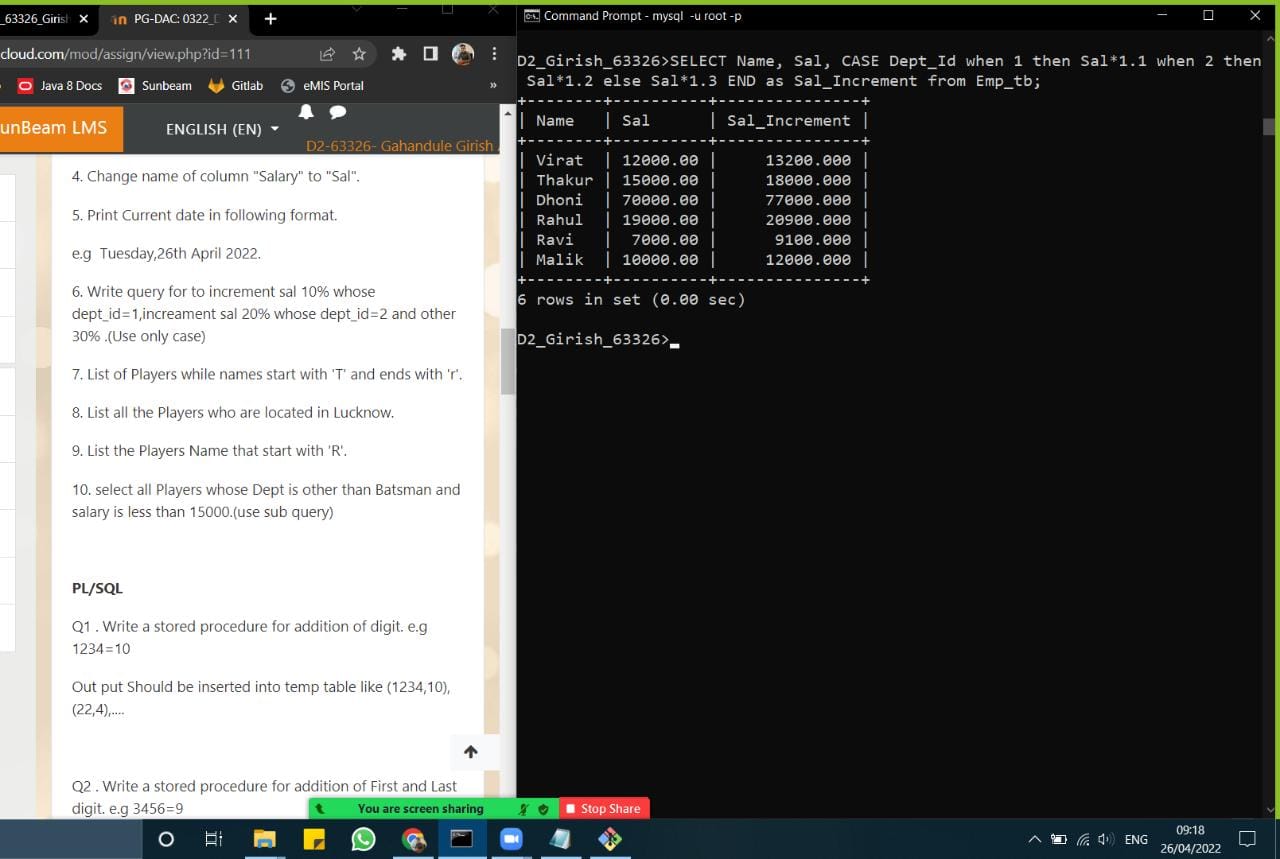 _63326_Girish
PG-DAC: 0322_D
Command Prompt - mysql -u root -p
cloud.com/mod/assign/view.php?id=111
Java 8 Docs
Sunbeam
Gitlab
eMIS Portal
»
unBeam LMS
ENGLISH (EN)
D2-63326- Gahandule Girish
4. Change name of column "Salary" to "Sal".
5. Print Current date in following format.
e.g Tuesday,26th April 2022.
6. Write query for to increment sal 10% whose
dept_id=1,increament sal 20% whose dept_id=2 and other
30% .(Use only case)
7. List of Players while names start with 'T' and ends with 'r'.
8. List all the Players who are located in Lucknow.
9. List the Players Name that start with 'R'.
10. select all Players whose Dept is other than Batsman and
salary is less than 15000.(use sub query)
PL/SQL
Q1 . Write a stored procedure for addition of digit. e.g
1234=10
Out put Should be inserted into temp table like (1234,10),
(22,4),....
Q2 . Write a stored procedure for addition of First and Last
digit. e.g 3456=9
D2_Girish_63326>SELECT Name, Sal, CASE Dept_Id when 1 then Sal*1.1 when 2 then
Sal*1.2 else Sal*1.3 END as Sal_Increment from Emp_tb;
+--------+----------+---------------+
| Name   | Sal      | Sal_Increment |
+--------+----------+---------------+
| Virat  | 12000.00 |     13200.000 |
| Thakur | 15000.00 |     18000.000 |
| Dhoni  | 70000.00 |     77000.000 |
| Rahul  | 19000.00 |     20900.000 |
| Ravi   |  7000.00 |      9100.000 |
| Malik  | 10000.00 |     12000.000 |
+--------+----------+---------------+
6 rows in set (0.00 sec)
D2_Girish_63326>
You are screen sharing
Stop Share
ENG
09:18
26/04/2022